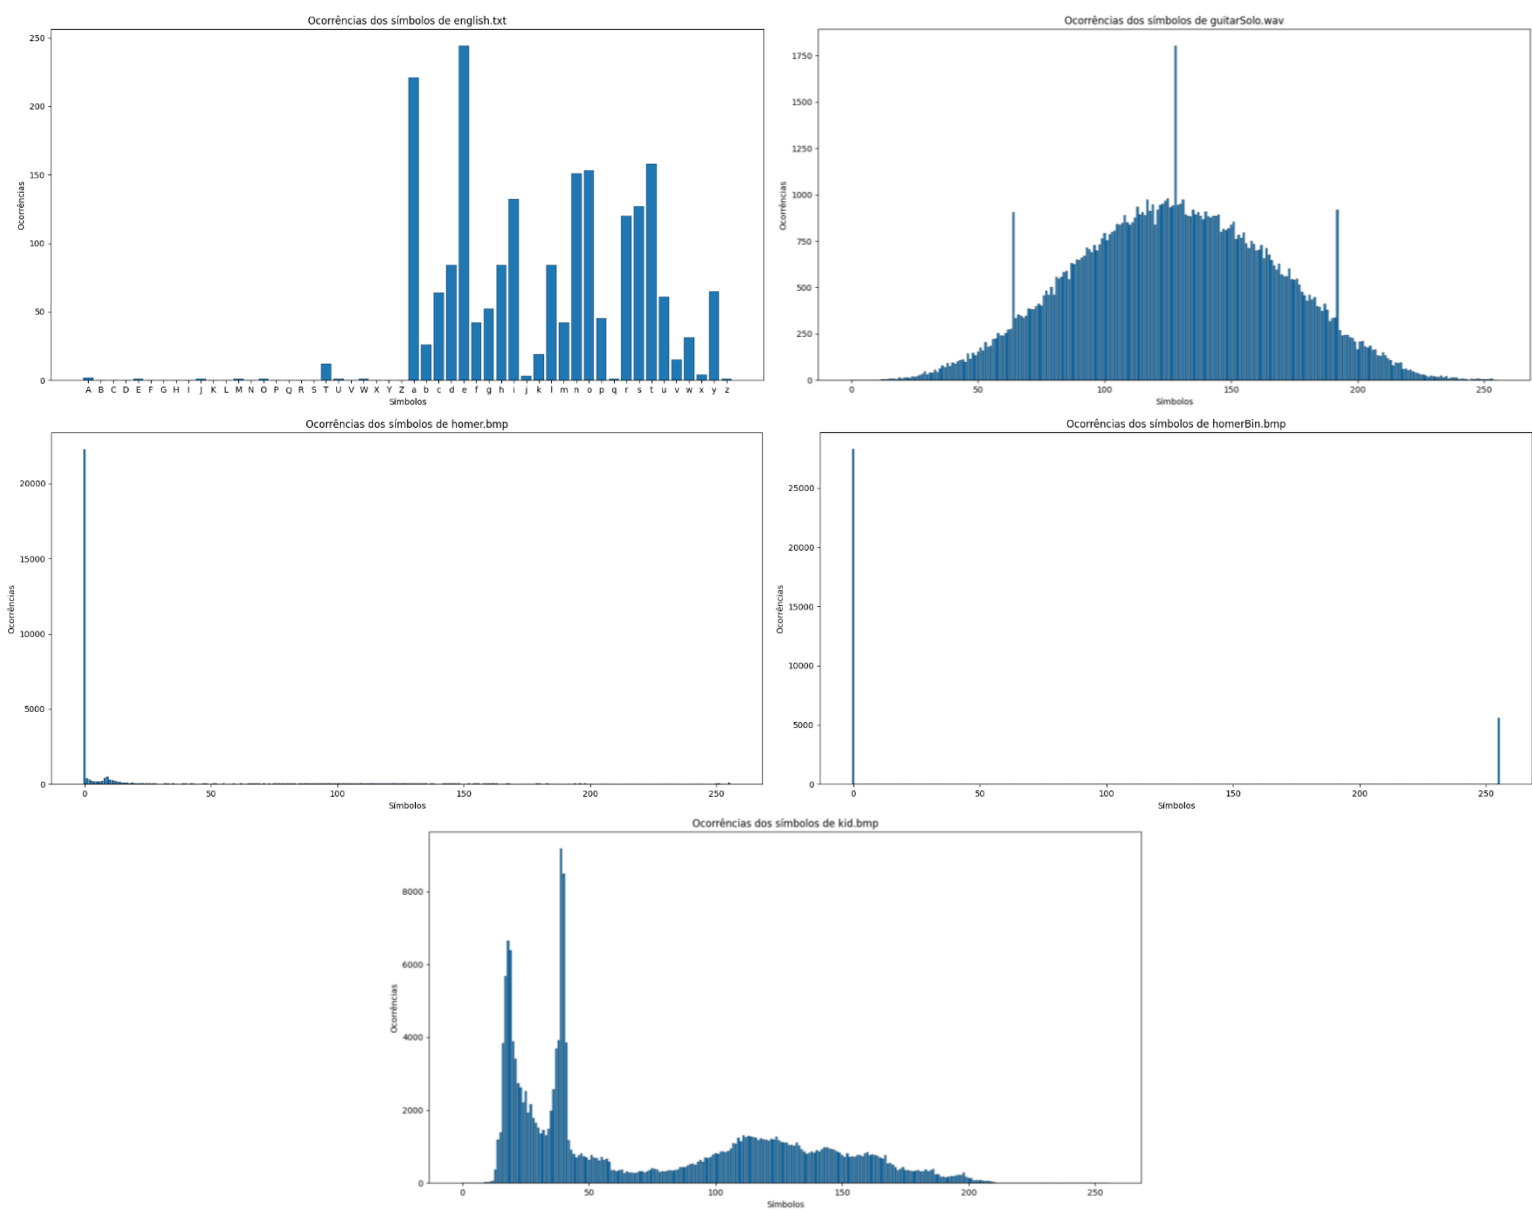 Ocorrências dos símbolos de english.txt
250
200
150
100
50
0
Ocorrências
A B C D E F G H I J K L M N O P Q R S T U V W X Y Z a b c d e f g h i j k l m n o p q r s t u v w x y z
Símbolos
Ocorrências dos símbolos de guitarSolo.wav
1750
1500
1250
1000
750
500
250
0
Ocorrências
0 50 100 150 200 250
Símbolos
Ocorrências dos símbolos de homer.bmp
20000
15000
10000
5000
0
Ocorrências
0 50 100 150 200 250
Símbolos
Ocorrências dos símbolos de homerBin.bmp
25000
20000
15000
10000
5000
0
Ocorrências
0 50 100 150 200 250
Símbolos
Ocorrências dos símbolos de kid.bmp
8000
6000
4000
2000
0
Ocorrências
0 50 100 150 200 250
Símbolos